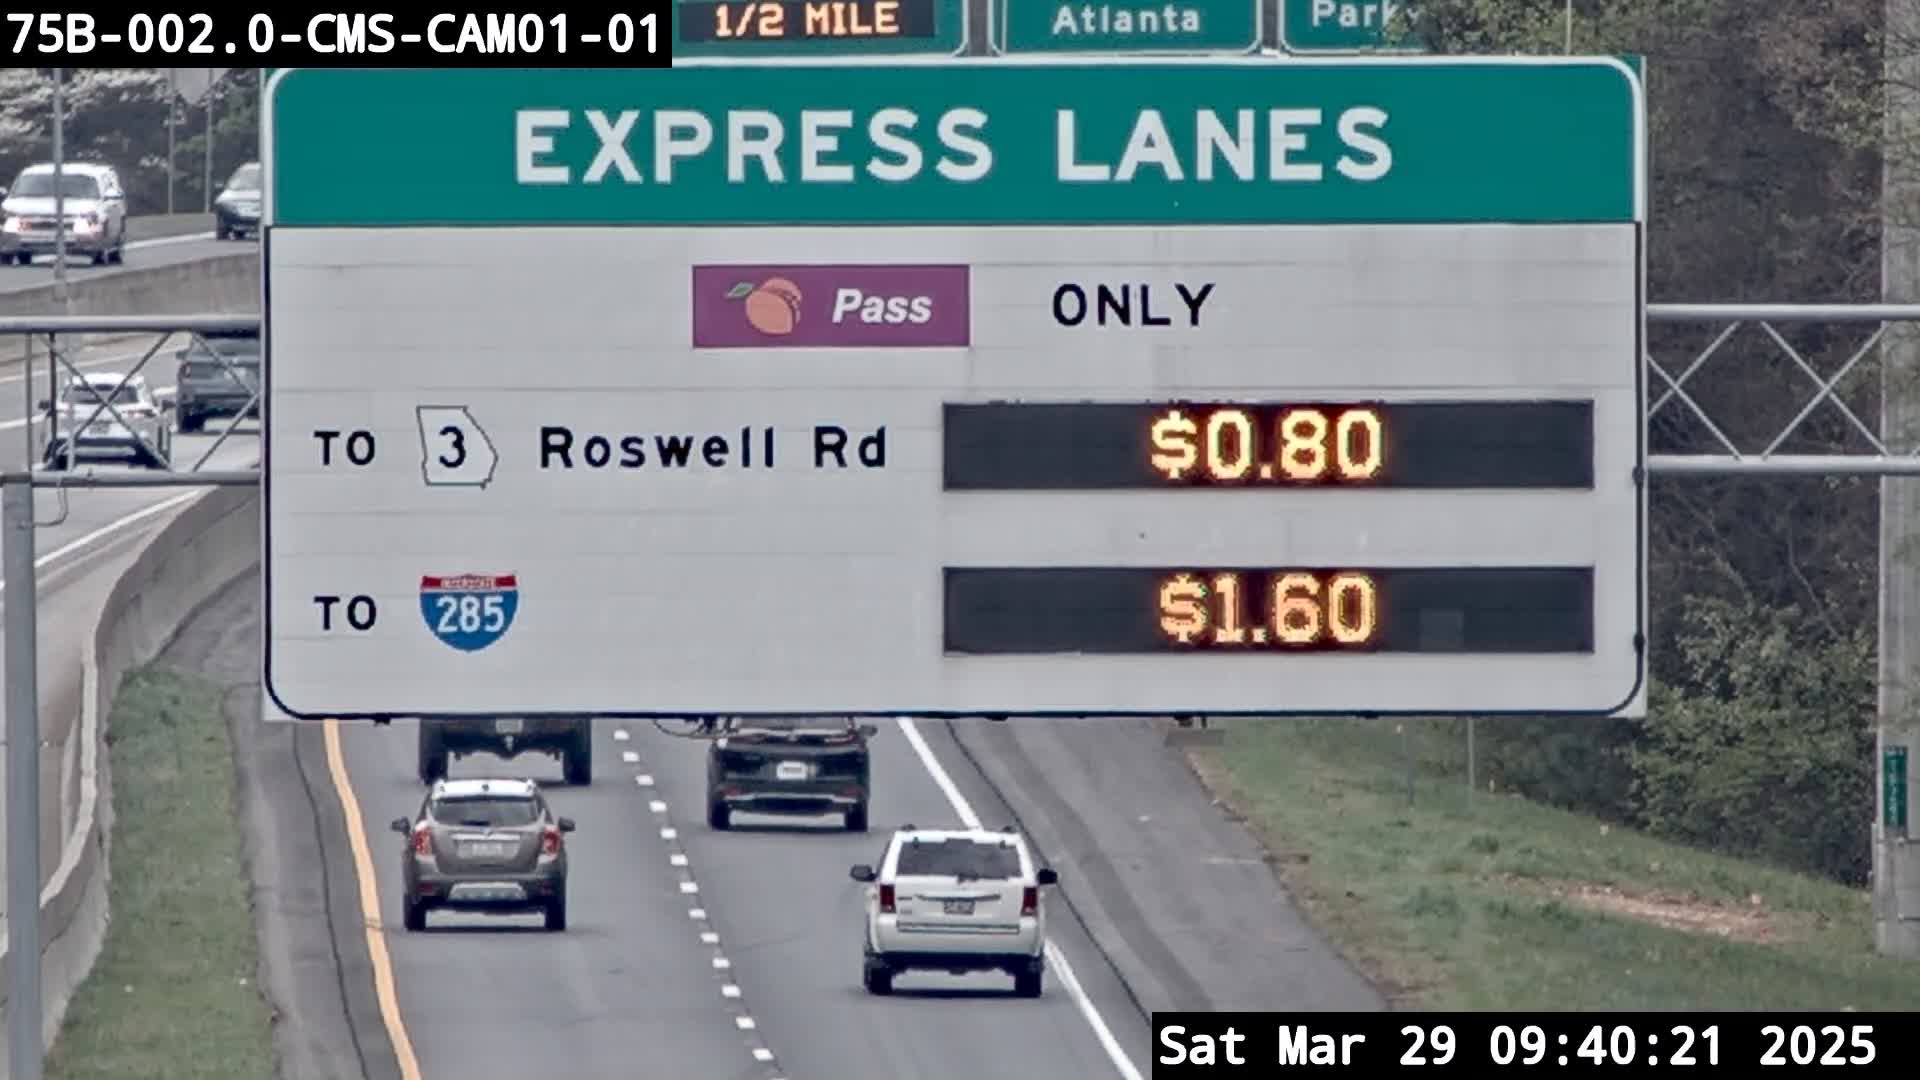 75B-002.0-CMS-CAM01-01
1/2 MILE
Atlanta
EXPRESS LANES
Pass ONLY
TO 3 Roswell Rd $0.80
TO INTERSTATE 285 $1.60
Sat Mar 29 09:40:21 2025